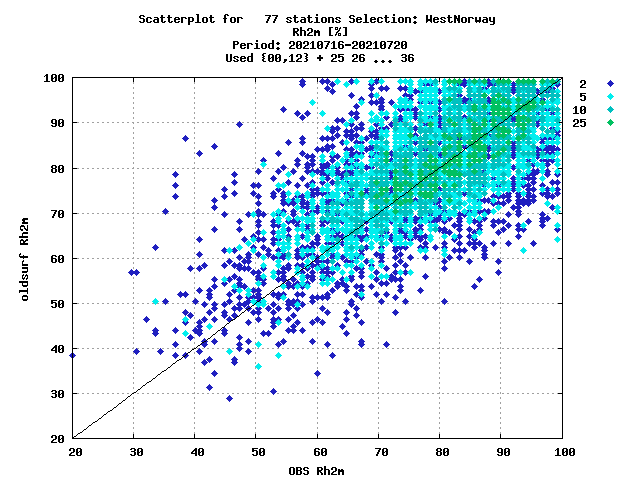 Scatterplot for   77 stations Selection: WestNorway
Rh2m [%]
Period: 20210716-20210720
Used {00,12} + 25 26 ... 36
100
90
80
70
60
50
40
30
20
oldsurf Rh2m
20 30 40 50 60 70 80 90 100
OBS Rh2m
2
5
10
25